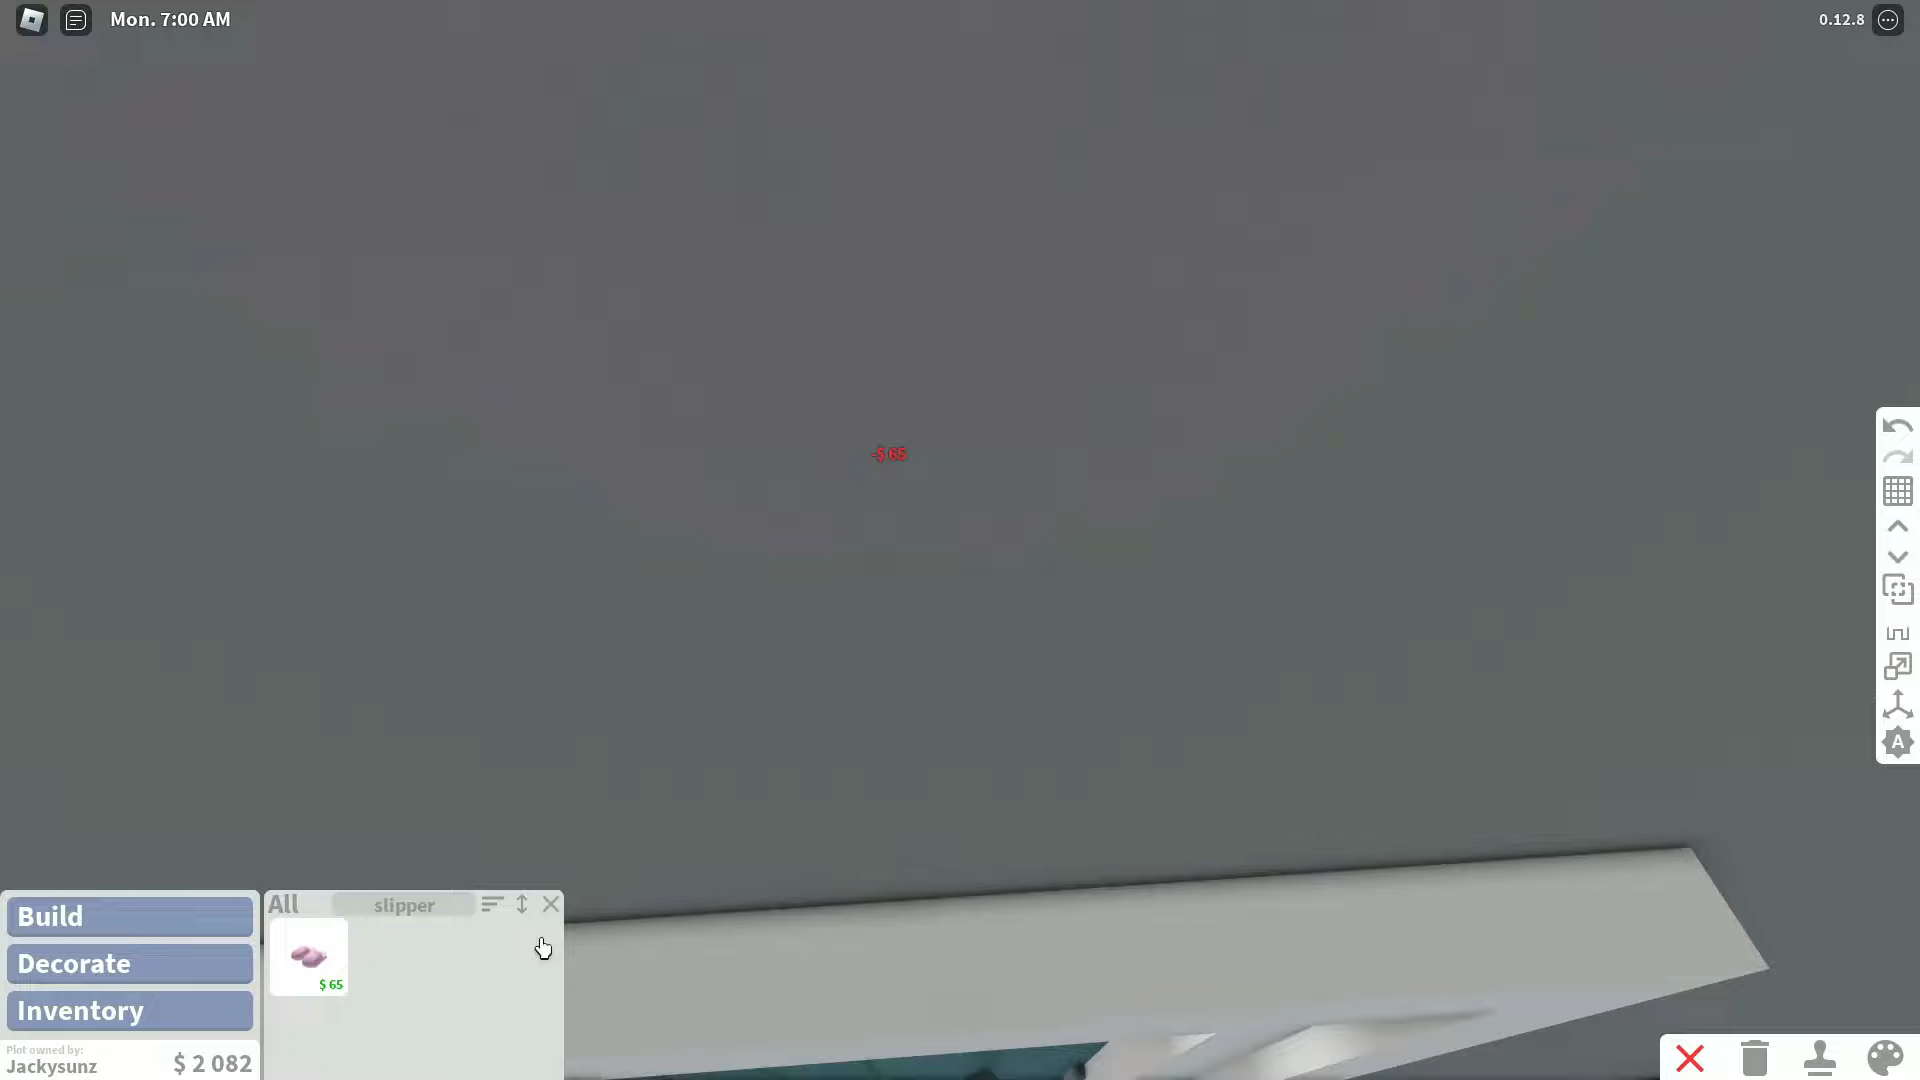 Mon. 7:00 AM
0.12.8
-$ 65
All
slipper
$ 65
Build
Decorate
Inventory
Plot owned by:
Jackysunz
$ 2 082
A